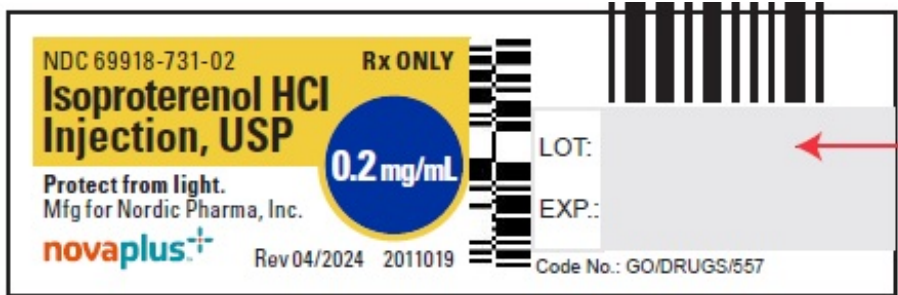 NDC 69918-731-02 Rx ONLY
Isoproterenol HCl
Injection, USP
0.2 mg/mL
Protect from light.
Mfg for Nordic Pharma, Inc.
novaplus™
Rev 04/2024 2011019
LOT:
EXP.:
Code No.: GO/DRUGS/557